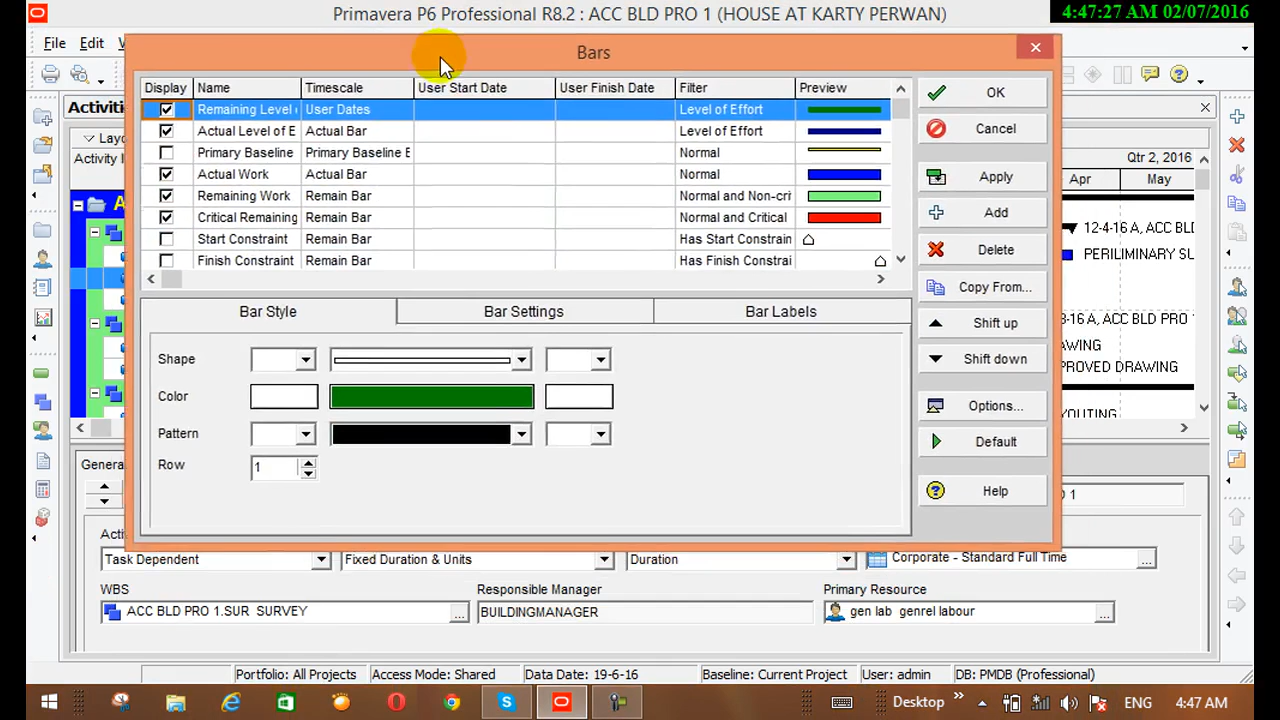 Primavera P6 Professional R8.2 : ACC BLD PRO 1 (HOUSE AT KARTY PERWAN)
4:47:27 AM 02/07/2016
File Edit
Bars
Activiti
Display Name Timescale User Start Date User Finish Date Filter Preview
Remaining Level User Dates Level of Effort
Actual Level of E Actual Bar Level of Effort
Primary Baseline Primary Baseline E Normal
Actual Work Actual Bar Normal
Remaining Work Remain Bar Normal and Non-cri
Critical Remaining Remain Bar Normal and Critical
Start Constraint Remain Bar Has Start Constrain
Finish Constraint Remain Bar Has Finish Constrai
OK
Cancel
Apply
Add
Delete
Copy From...
Shift up
Shift down
Options...
Default
Help
Layo
Activity I
Qtr 2, 2016
Apr May
12-4-16 A, ACC BLD
PERILIMINARY SU
3-16 A, ACC BLD PRO
AWING
PROVED DRAWING
YOUTING
Bar Style Bar Settings Bar Labels
Shape
Color
Pattern
Row 1
Genera
1
Acti
Task Dependent Fixed Duration & Units Duration Corporate - Standard Full Time
WBS Responsible Manager Primary Resource
ACC BLD PRO 1.SUR SURVEY BUILDINGMANAGER gen lab genrel labour
Portfolio: All Projects Access Mode: Shared Data Date: 19-6-16 Baseline: Current Project User: admin DB: PMDB (Professional)
Desktop ENG 4:47 AM